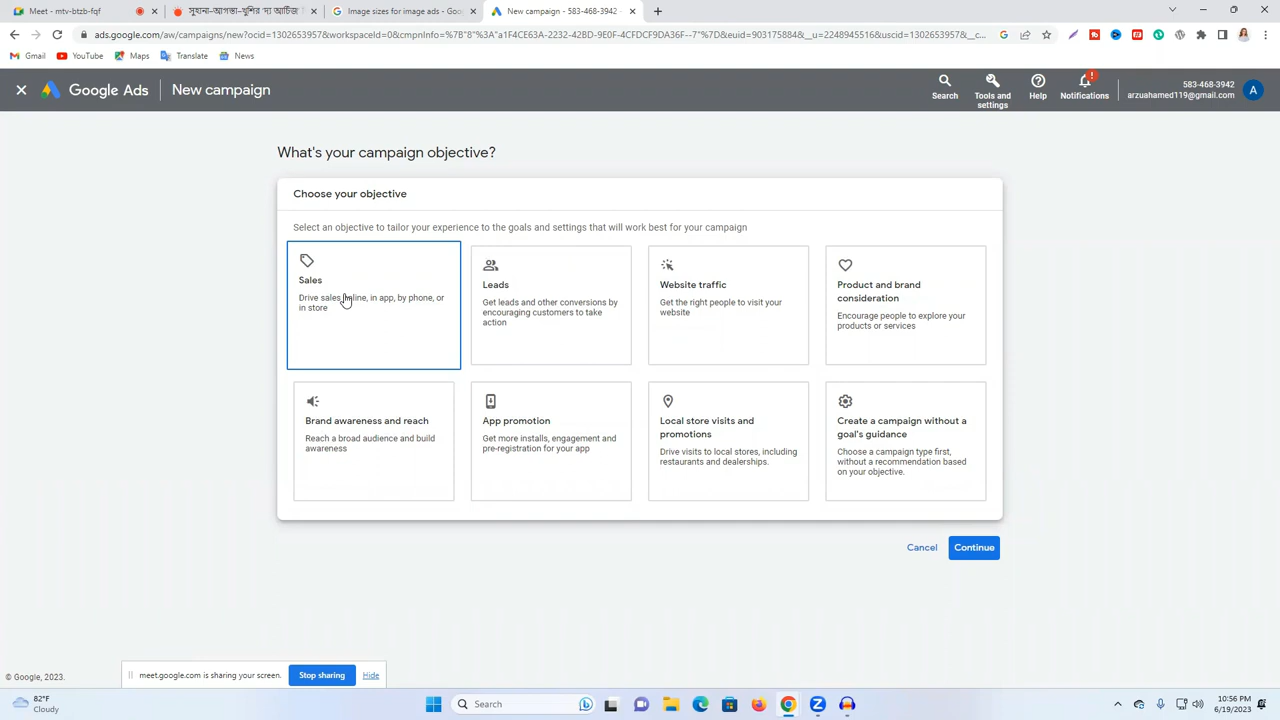 Meet - mtv-btzb-fqf
সুহানা-আগস্তা-খুশির 'দ্য আর্চিজ'
Image sizes for image ads - Goo
New campaign - 583-468-3942
ads.google.com/aw/campaigns/new?ocid=1302653957&workspaceId=0&cmpnInfo=%7B"8"%3A"a1F4CE63A-2232-42BD-9E0F-4CFDCF9DA36F--7"%7D&euid=903175884&__u=2248945516&uscid=1302653957&__c...
Gmail
YouTube
Maps
Translate
News
Google Ads
New campaign
Search
Tools and settings
Help
Notifications
583-468-3942
arzuahamed119@gmail.com
A
What's your campaign objective?
Choose your objective
Select an objective to tailor your experience to the goals and settings that will work best for your campaign
Sales
Drive sales online, in app, by phone, or
in store
Leads
Get leads and other conversions by
encouraging customers to take
action
Website traffic
Get the right people to visit your
website
Product and brand
consideration
Encourage people to explore your
products or services
Brand awareness and reach
Reach a broad audience and build
awareness
App promotion
Get more installs, engagement and
pre-registration for your app
Local store visits and
promotions
Drive visits to local stores, including
restaurants and dealerships.
Create a campaign without a
goal's guidance
Choose a campaign type first,
without a recommendation based
on your objective.
Cancel
Continue
meet.google.com is sharing your screen.
Stop sharing
Hide
© Google, 2023.
82°F
Cloudy
Search
10:56 PM
6/19/2023